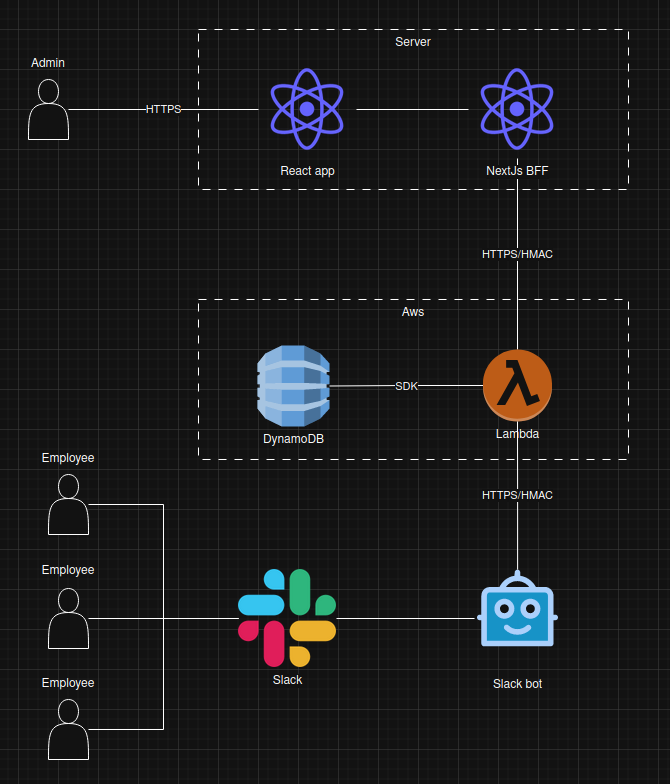 Server
Admin
HTTPS
React app
NextJs BFF
HTTPS/HMAC
Aws
SDK
DynamoDB
Lambda
Employee
HTTPS/HMAC
Employee
Slack
Slack bot
Employee